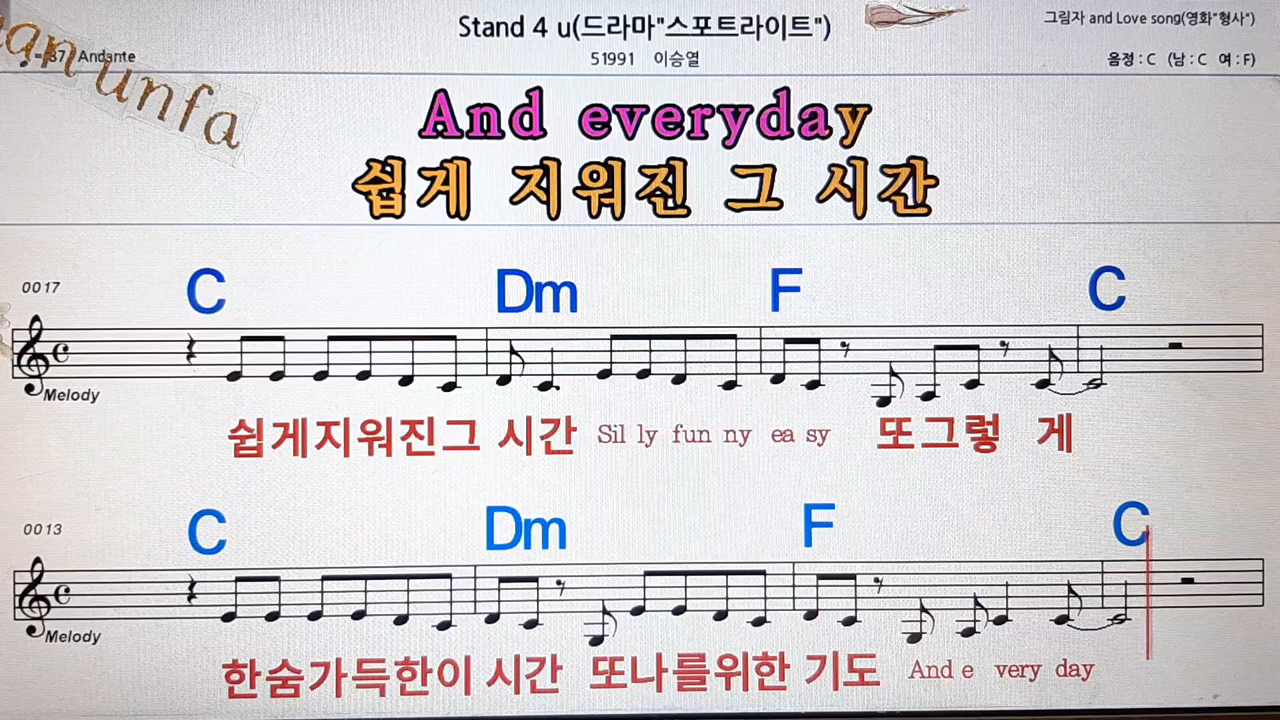 Stand 4 u(드라마"스포트라이트")
그림자 and Love song(영화"형사")
Andante
51991 이승열
음정 : C (남 : C 여 : F)
unfa
And everyday
쉽게 지워진 그 시간
C Dm F C
0017
Melody
쉽게지워진그 시간 Sil ly fun ny ea sy 또그렇 게
C Dm F C
0013
Melody
한숨가득한이 시간 또나를위한 기도 And e very day